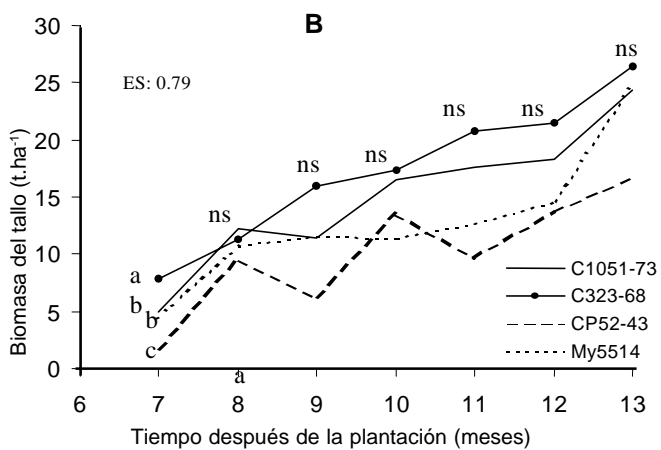 B
Biomasa del tallo (t.ha⁻¹)
30
25
20
15
10
5
0
ES: 0.79
ns
ns
ns
ns
ns
ns
a
b
b
c
a
C1051-73
C323-68
CP52-43
My5514
6 7 8 9 10 11 12 13
Tiempo después de la plantación (meses)